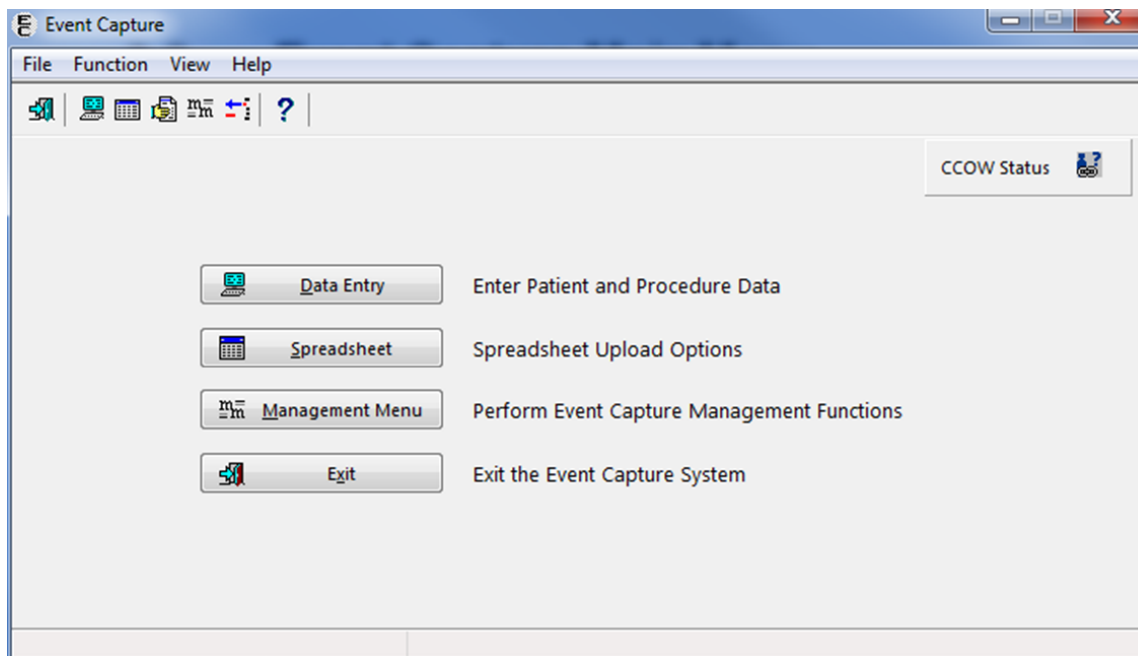 Event Capture
File Function View Help
?
CCOW Status
Data Entry Enter Patient and Procedure Data
Spreadsheet Spreadsheet Upload Options
Management Menu Perform Event Capture Management Functions
Exit Exit the Event Capture System